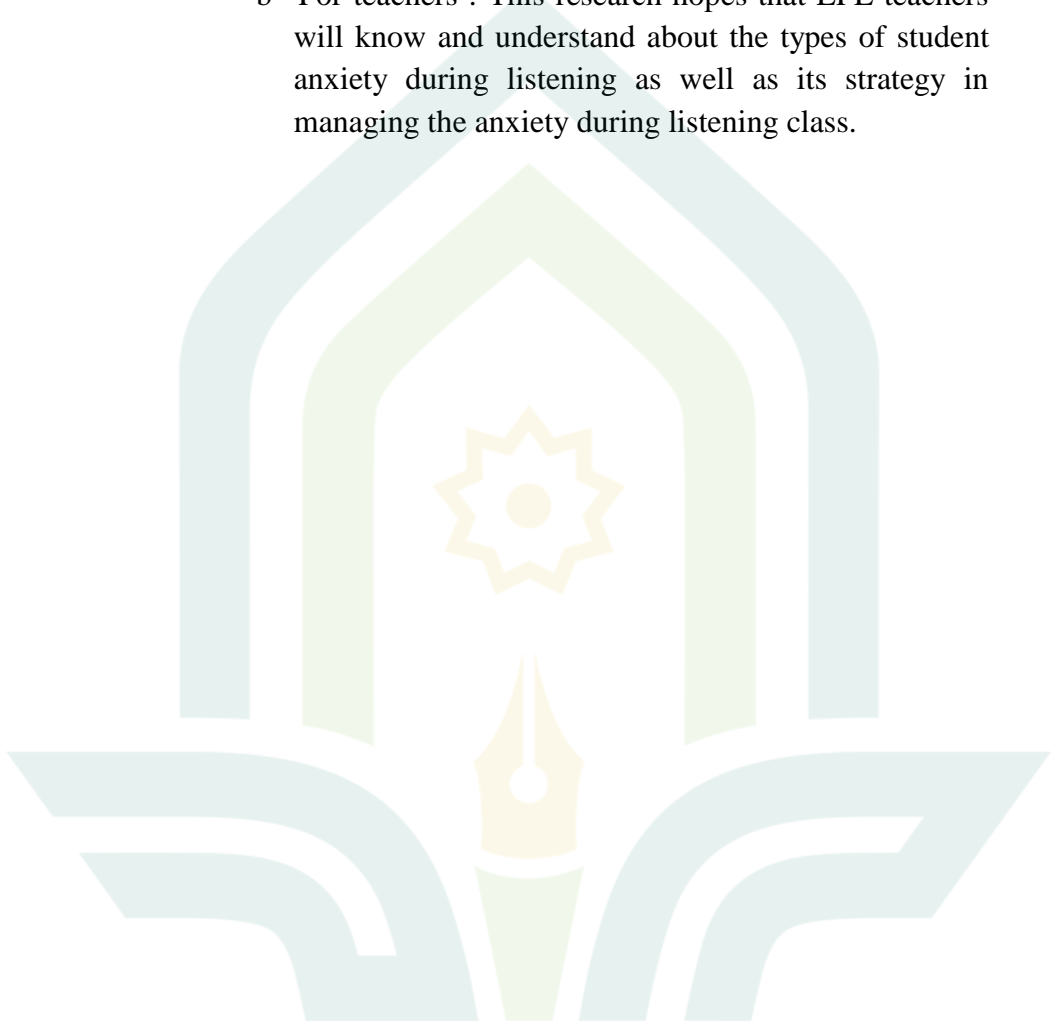 b For teachers : This research hopes that EFL teachers
will know and understand about the types of student
anxiety during listening as well as its strategy in
managing the anxiety during listening class.